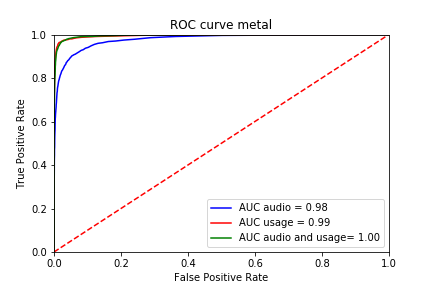 ROC curve metal
True Positive Rate
1.0
0.8
0.6
0.4
0.2
0.0
AUC audio = 0.98
AUC usage = 0.99
AUC audio and usage= 1.00
0.0 0.2 0.4 0.6 0.8 1.0
False Positive Rate